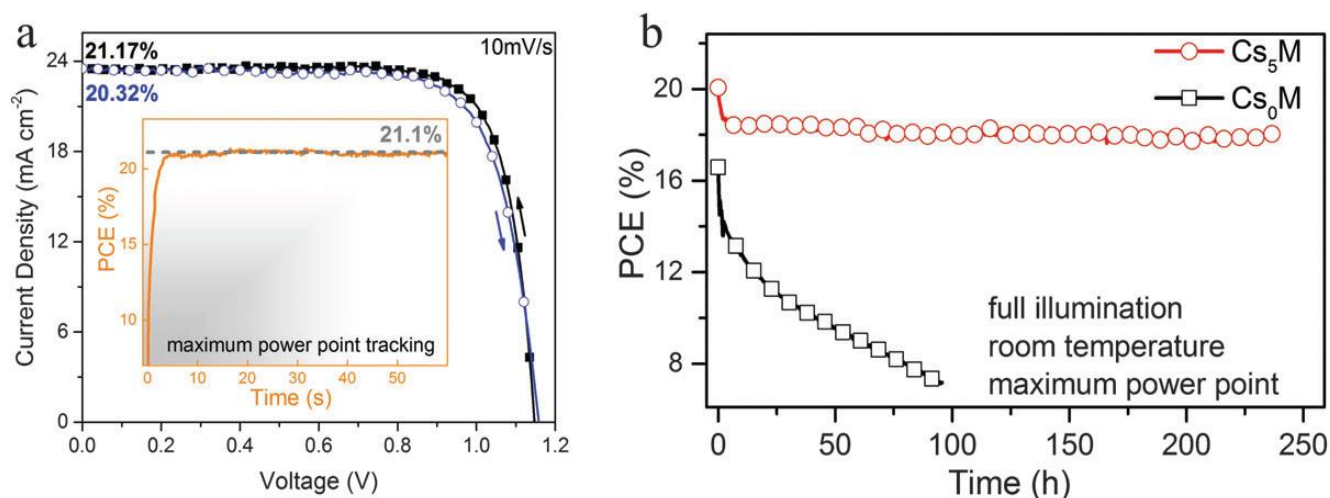 a
21.17%
10mV/s
20.32%
21.1%
maximum power point tracking
PCE (%)
20
15
10
0
10
20
30
40
50
Time (s)
Current Density (mA cm⁻²)
24
18
12
6
0
0.0
0.2
0.4
0.6
0.8
1.0
1.2
Voltage (V)
b
Cs₅M
Cs₀M
full illumination
room temperature
maximum power point
PCE (%)
20
16
12
8
0
50
100
150
200
250
Time (h)